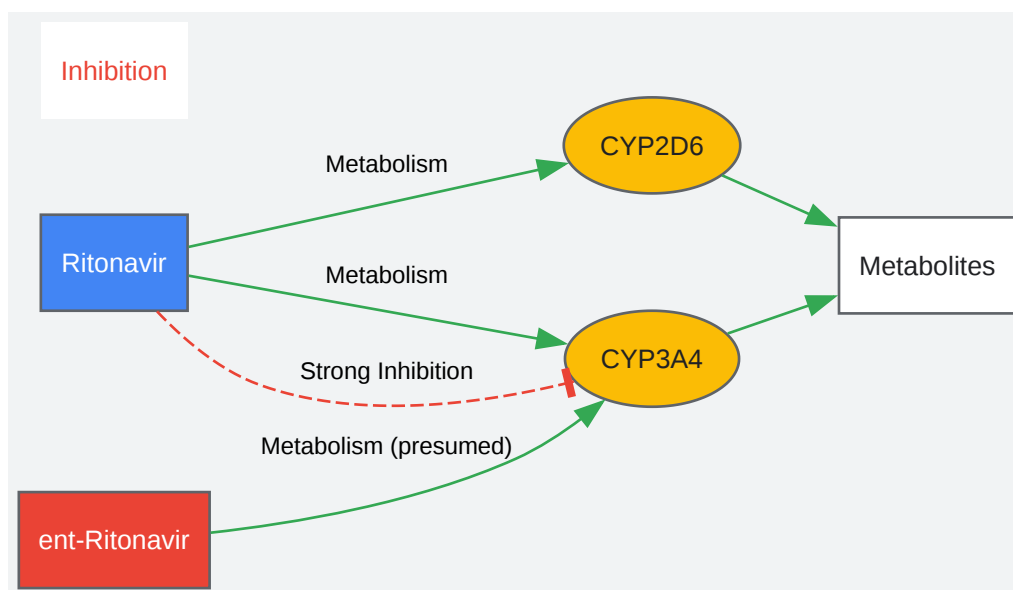 Inhibition
Metabolism
CYP2D6
Ritonavir
Metabolism
Metabolites
Strong Inhibition
CYP3A4
Metabolism (presumed)
ent-Ritonavir